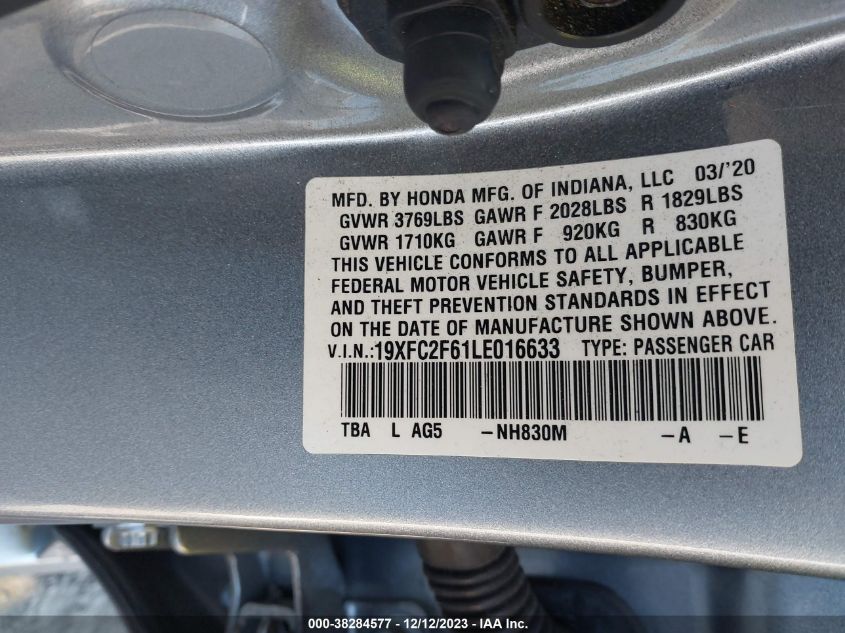 MFD. BY HONDA MFG. OF INDIANA, LLC 03/'20
GVWR 3769LBS GAWR F 2028LBS R 1829LBS
GVWR 1710KG GAWR F 920KG R 830KG
THIS VEHICLE CONFORMS TO ALL APPLICABLE
FEDERAL MOTOR VEHICLE SAFETY, BUMPER,
AND THEFT PREVENTION STANDARDS IN EFFECT
ON THE DATE OF MANUFACTURE SHOWN ABOVE.
V.I.N.:19XFC2F61LE016633 TYPE: PASSENGER CAR
TBA L AG5 -NH830M -A -E
000-38284577 — 12/12/2023 — Copyright © IAA Inc.